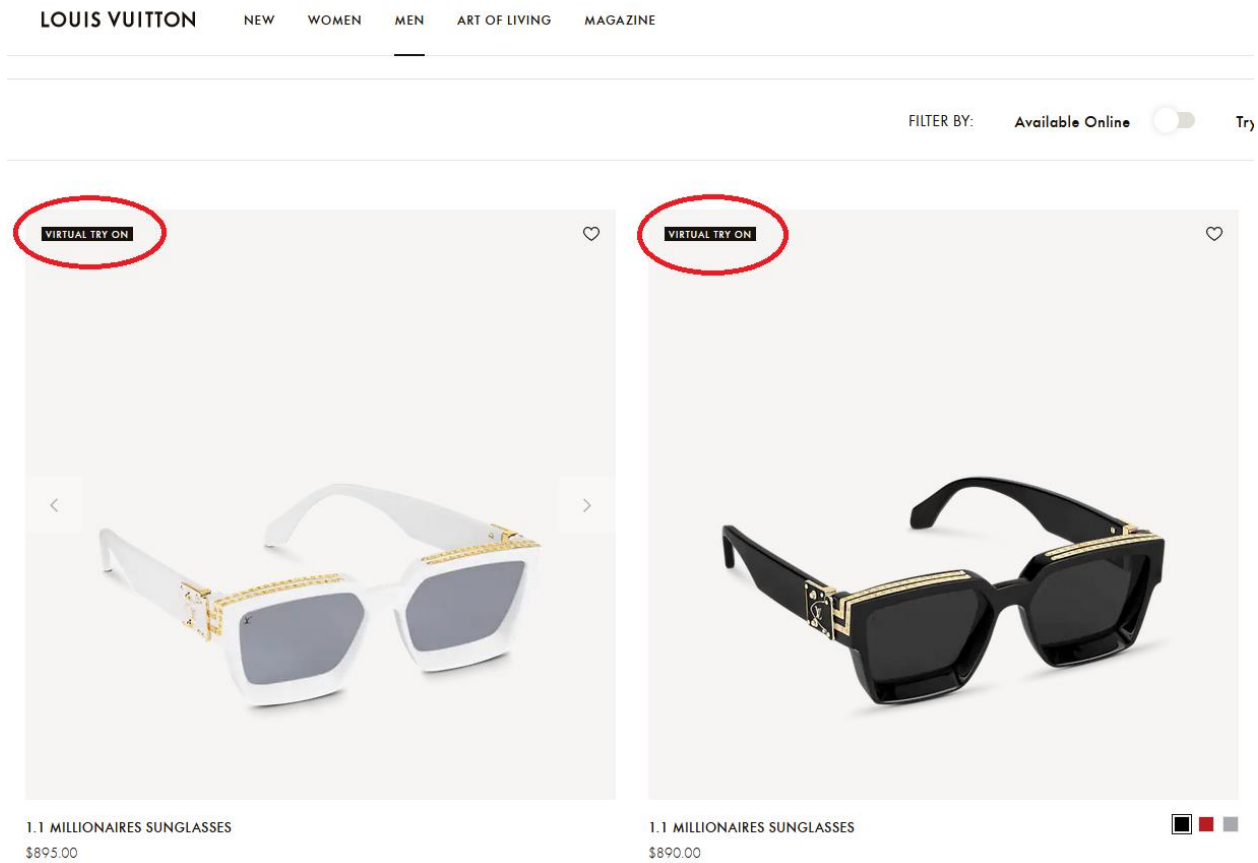 LOUIS VUITTON NEW WOMEN MEN ART OF LIVING MAGAZINE
FILTER BY: Available Online Try
VIRTUAL TRY ON
VIRTUAL TRY ON
1.1 MILLIONAIRES SUNGLASSES
$895.00
1.1 MILLIONAIRES SUNGLASSES
$890.00